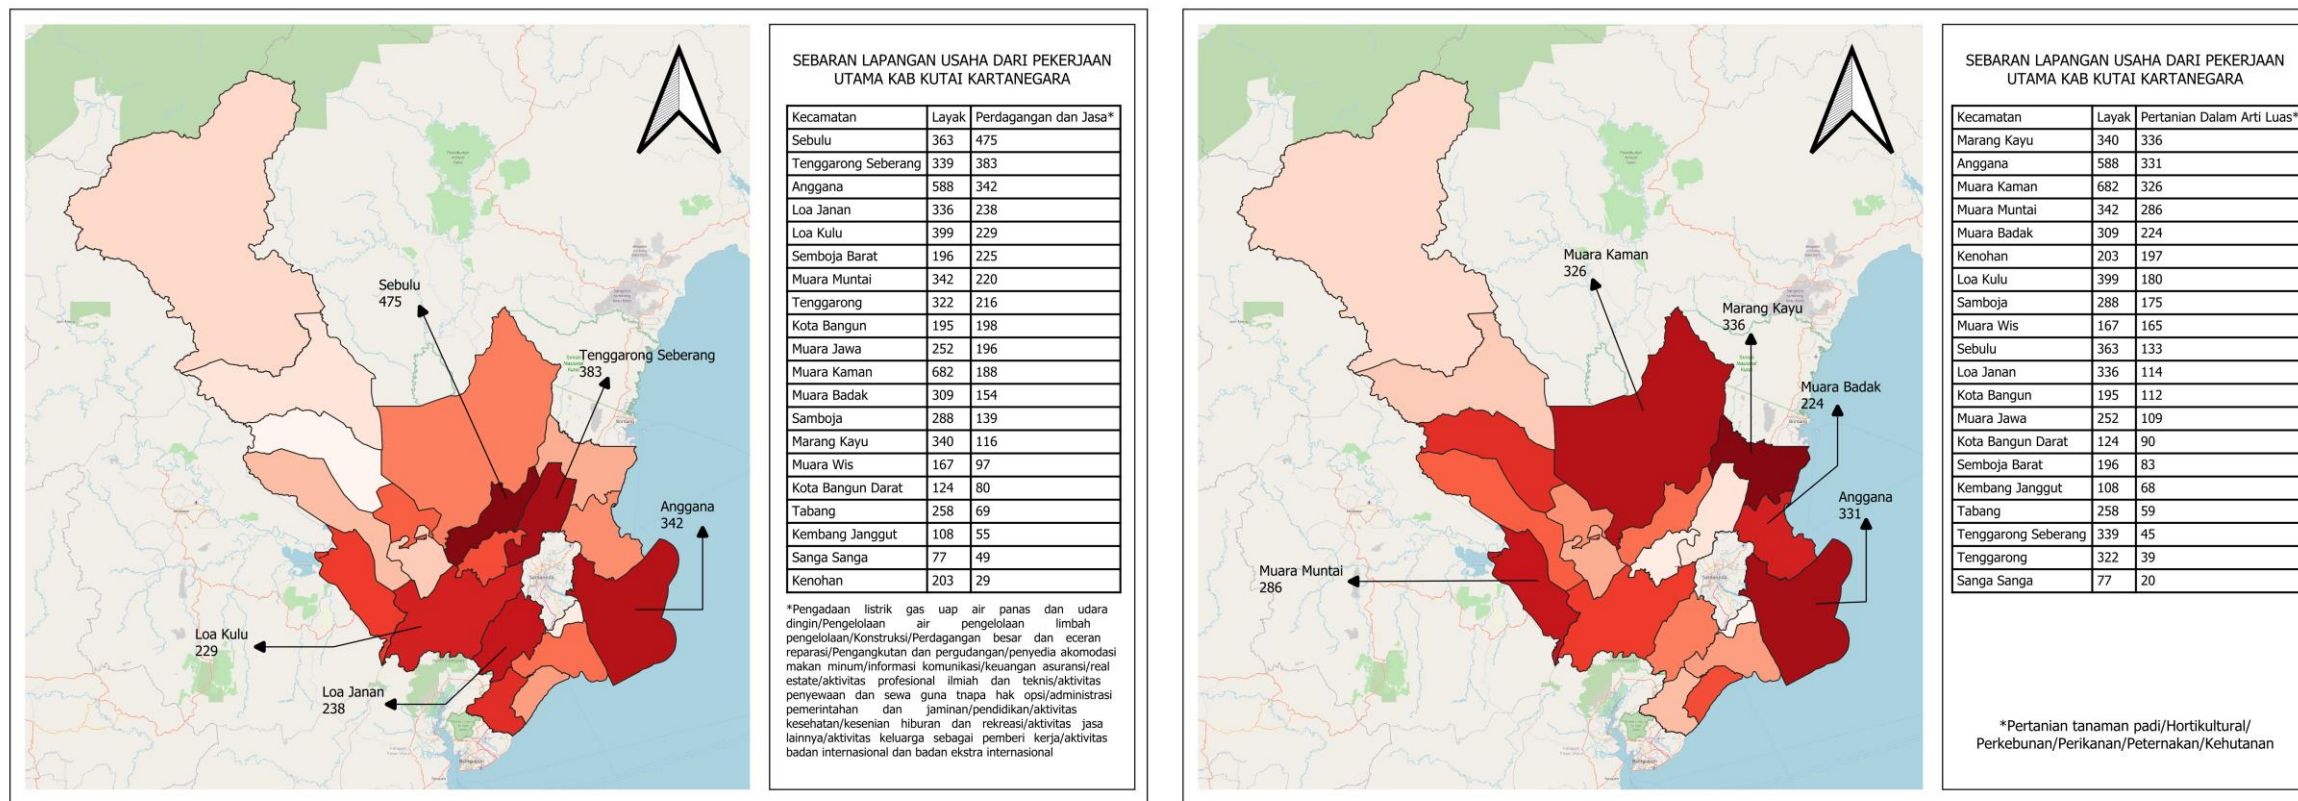 Sebulu
475
Tenggarong Seberang
383
Anggana
342
Loa Kulu
229
Loa Janan
238
SEBARAN LAPANGAN USAHA DARI PEKERJAAN
UTAMA KAB KUTAI KARTANEGARA
Kecamatan Layak Perdagangan dan Jasa*
Sebulu 363 475
Tenggarong Seberang 339 383
Anggana 588 342
Loa Janan 336 238
Loa Kulu 399 229
Semboja Barat 196 225
Muara Muntai 342 220
Tenggarong 322 216
Kota Bangun 195 198
Muara Jawa 252 196
Muara Kaman 682 188
Muara Badak 309 154
Samboja 288 139
Marang Kayu 340 116
Muara Wis 167 97
Kota Bangun Darat 124 80
Tabang 258 69
Kembang Janggut 108 55
Sanga Sanga 77 49
Kenohan 203 29
*Pengadaan listrik gas uap air panas dan udara
dingin/Pengelolaan air pengelolaan limbah
pengelolaan/Konstruksi/Perdagangan besar dan eceran
reparasi/Pengangkutan dan pergudangan/penyedia akomodasi
makan minum/informasi komunikasi/keuangan asuransi/real
estate/aktivitas profesional ilmiah dan teknis/aktivitas
penyewaan dan sewa guna tnapa hak opsi/administrasi
pemerintahan dan jaminan/pendidikan/aktivitas
kesehatan/kesenian hiburan dan rekreasi/aktivitas jasa
lainnya/aktivitas keluarga sebagai pemberi kerja/aktivitas
badan internasional dan badan ekstra internasional
Muara Kaman
326
Marang Kayu
336
Muara Badak
224
Anggana
331
Muara Muntai
286
SEBARAN LAPANGAN USAHA DARI PEKERJAAN
UTAMA KAB KUTAI KARTANEGARA
Kecamatan Layak Pertanian Dalam Arti Luas*
Marang Kayu 340 336
Anggana 588 331
Muara Kaman 682 326
Muara Muntai 342 286
Muara Badak 309 224
Kenohan 203 197
Loa Kulu 399 180
Samboja 288 175
Muara Wis 167 165
Sebulu 363 133
Loa Janan 336 114
Kota Bangun 195 112
Muara Jawa 252 109
Kota Bangun Darat 124 90
Semboja Barat 196 83
Kembang Janggut 108 68
Tabang 258 59
Tenggarong Seberang 339 45
Tenggarong 322 39
Sanga Sanga 77 20
*Pertanian tanaman padi/Hortikultural/
Perkebunan/Perikanan/Peternakan/Kehutanan